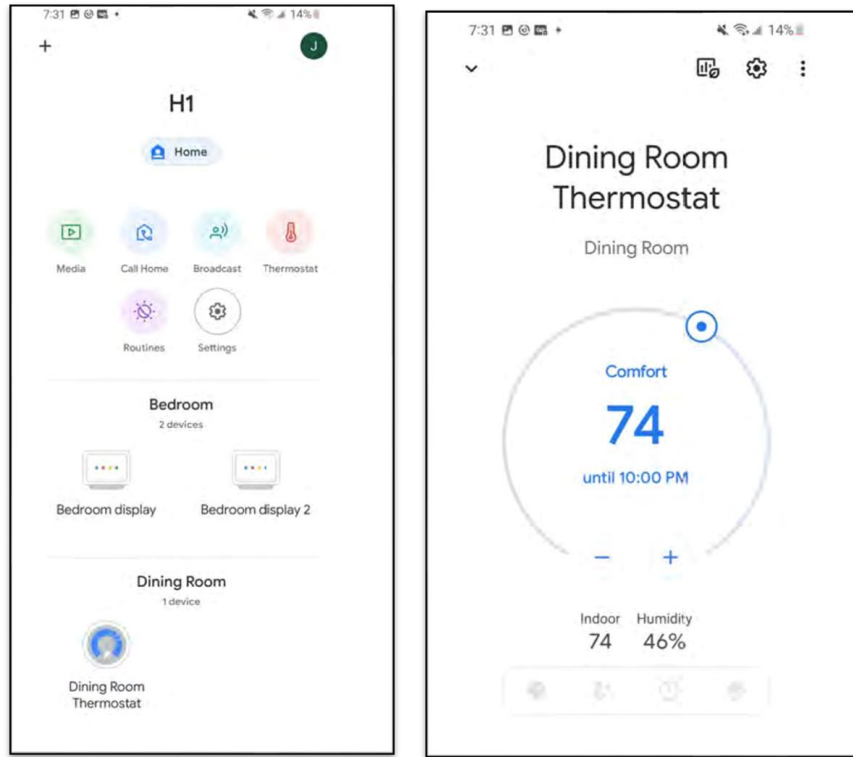 7:31
14%
J
H1
Home
Media Call Home Broadcast Thermostat
Routines Settings
Bedroom
2 devices
Bedroom display Bedroom display 2
Dining Room
1 device
Dining Room
Thermostat
7:31
14%
Dining Room
Thermostat
Dining Room
Comfort
74
until 10:00 PM
− +
Indoor Humidity
74 46%